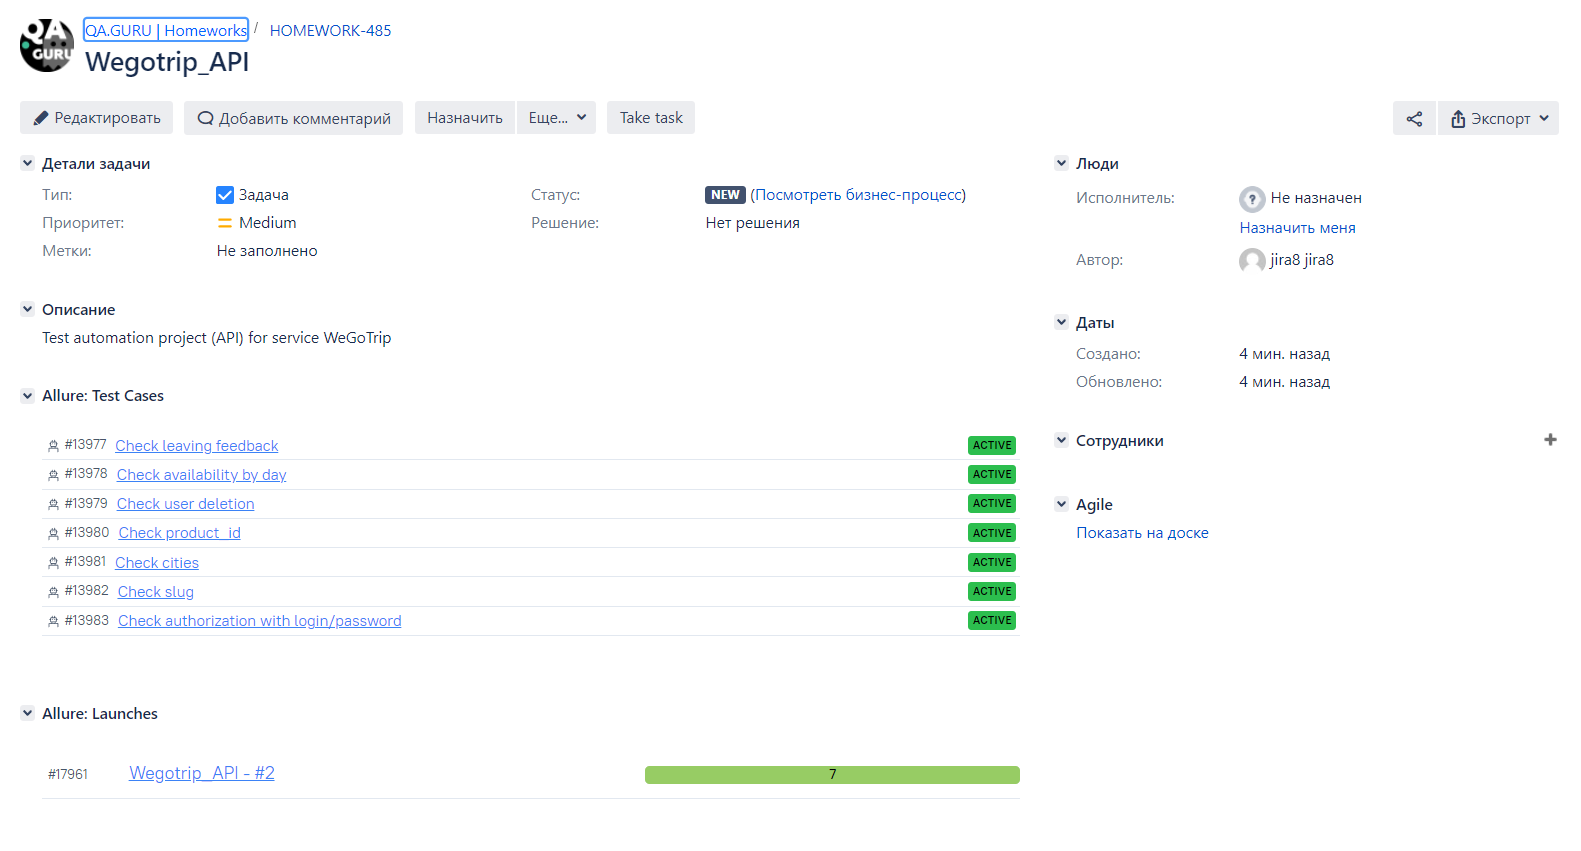 QA GURU
QA.GURU | Homeworks / HOMEWORK-485
Wegotrip_API
Редактировать Добавить комментарий Назначить Еще... Take task Экспорт
Детали задачи
Тип: Задача Статус: NEW (Посмотреть бизнес-процесс)
Приоритет: Medium Решение: Нет решения
Метки: Не заполнено
Описание
Test automation project (API) for service WeGoTrip
Allure: Test Cases
#13977 Check leaving feedback ACTIVE
#13978 Check availability by day ACTIVE
#13979 Check user deletion ACTIVE
#13980 Check product_id ACTIVE
#13981 Check cities ACTIVE
#13982 Check slug ACTIVE
#13983 Check authorization with login/password ACTIVE
Allure: Launches
#17961 Wegotrip_API - #2 7
Люди
Исполнитель: ? Не назначен
Назначить меня
Автор: jira8 jira8
Даты
Создано: 4 мин. назад
Обновлено: 4 мин. назад
Сотрудники
Agile
Показать на доске